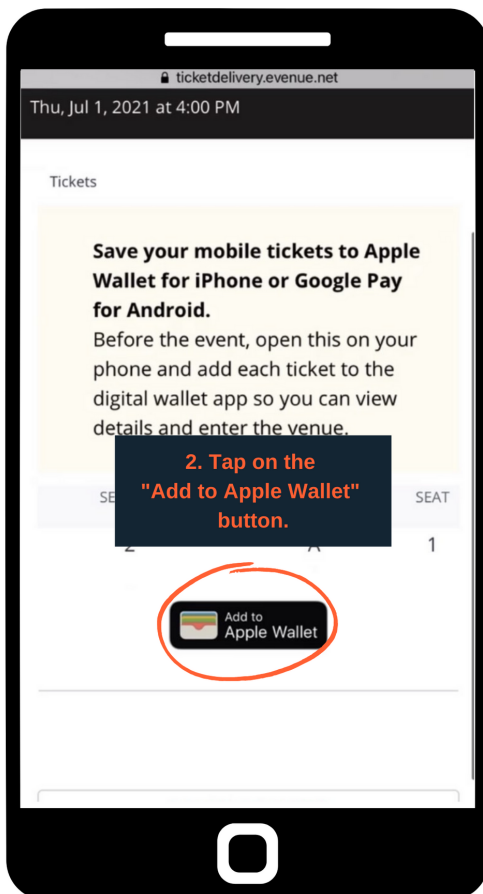 ticketdelivery.evenue.net
Thu, Jul 1, 2021 at 4:00 PM
Tickets
Save your mobile tickets to Apple
Wallet for iPhone or Google Pay
for Android.
Before the event, open this on your
phone and add each ticket to the
digital wallet app so you can view
details and enter the venue.
2. Tap on the
"Add to Apple Wallet"
button.
SEAT
1
Add to
Apple Wallet